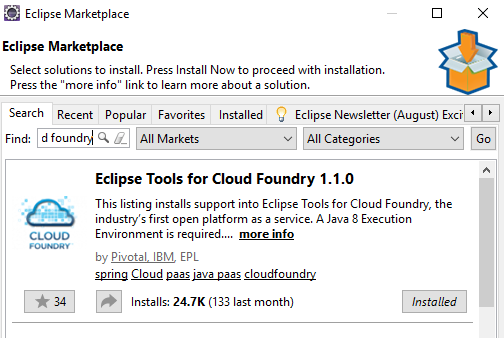 Eclipse Marketplace
Eclipse Marketplace
Select solutions to install. Press Install Now to proceed with installation.
Press the "more info" link to learn more about a solution.
Search Recent Popular Favorites Installed Eclipse Newsletter (August) Exci
Find: d foundry All Markets All Categories Go
Eclipse Tools for Cloud Foundry 1.1.0
This listing installs support into Eclipse Tools for Cloud Foundry, the
industry's first open platform as a service. A Java 8 Execution
Environment is required.... more info
CLOUD
FOUNDRY
by Pivotal, IBM, EPL
spring Cloud paas java paas cloudfoundry
34 Installs: 24.7K (133 last month) Installed